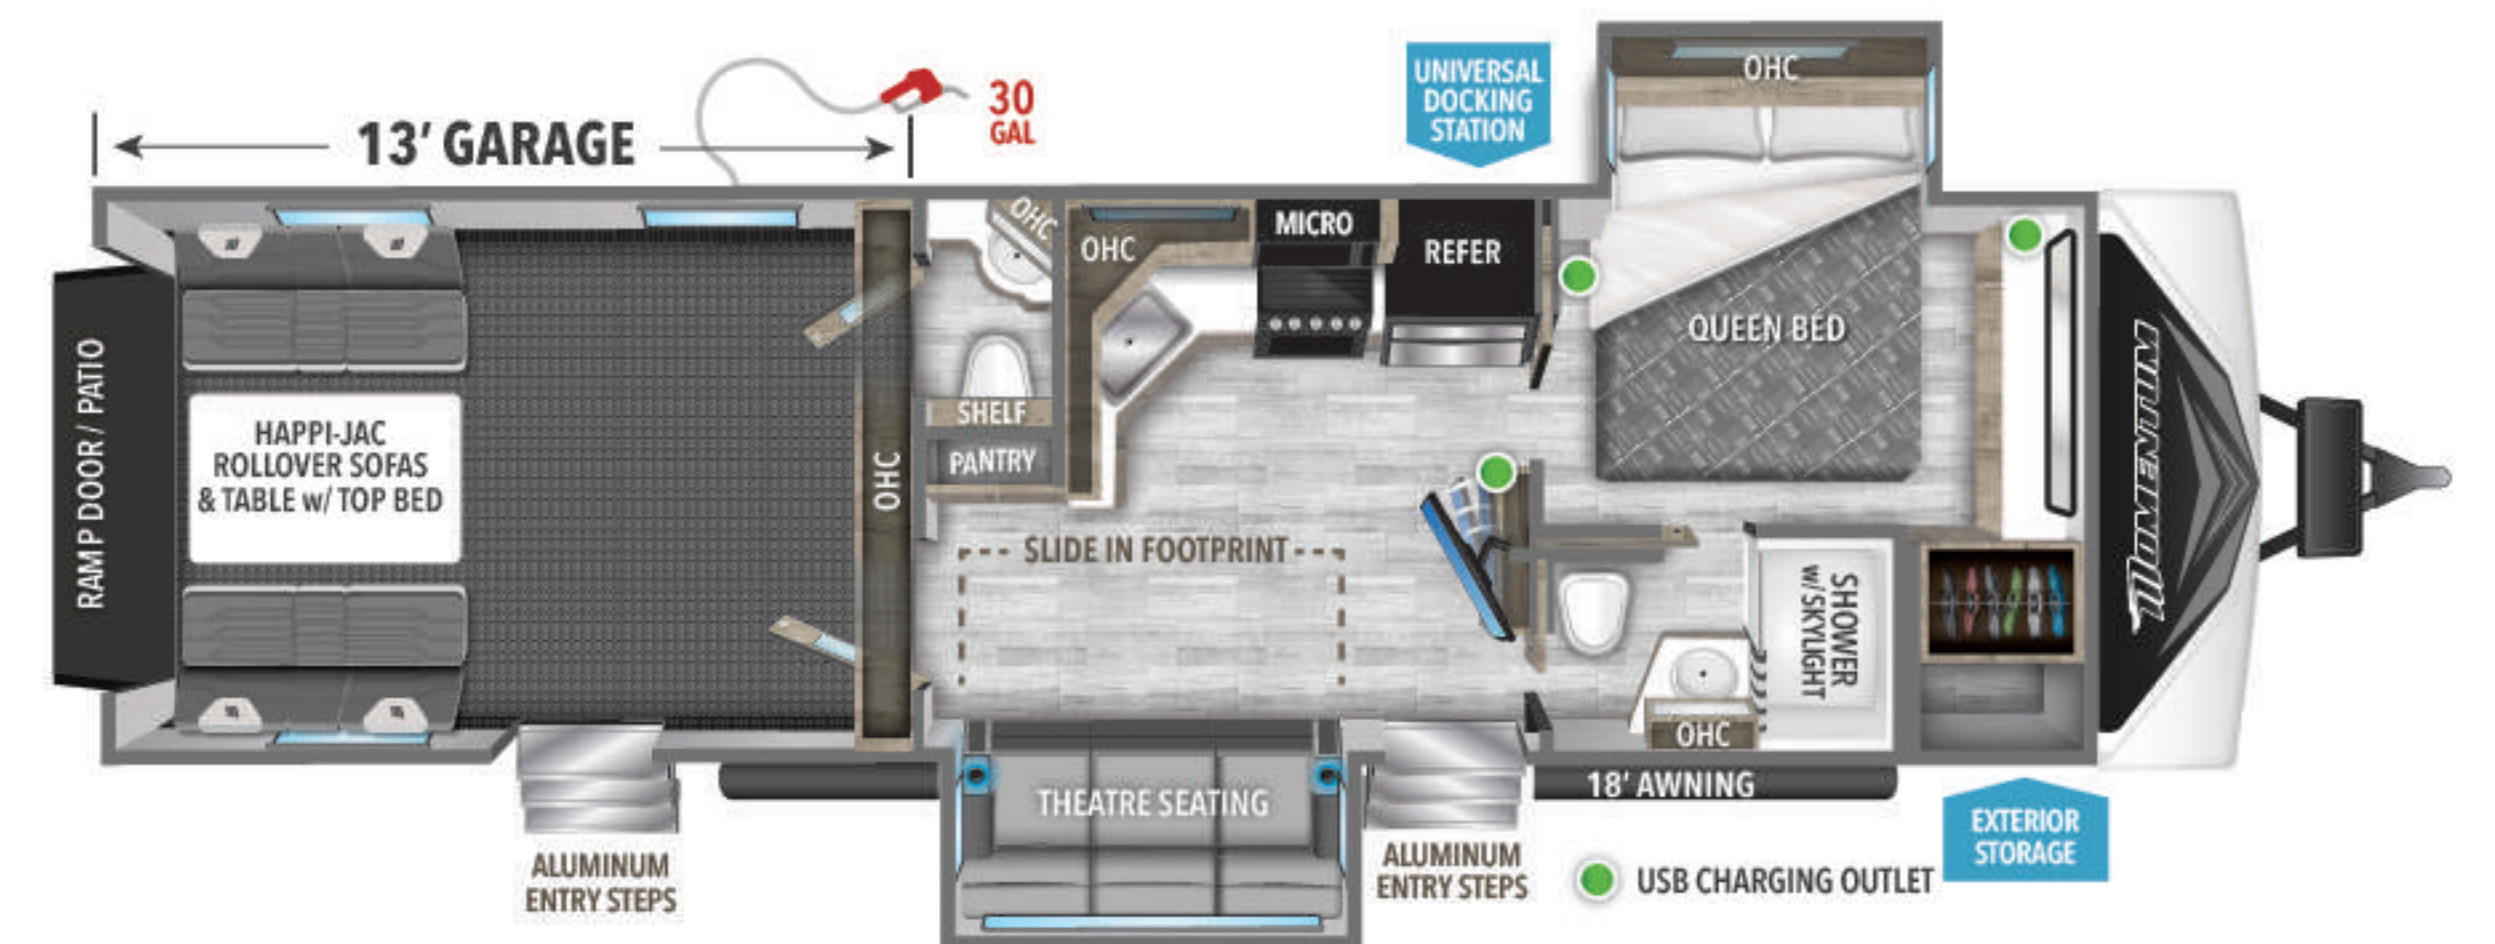 13' GARAGE
30
GAL
UNIVERSAL
DOCKING
STATION
OHC
OHC
OHC
MICRO
REFER
QUEEN BED
RAMP DOOR / PATIO
HAPPI-JAC
ROLLOVER SOFAS
& TABLE w/ TOP BED
OHC
SHELF
PANTRY
SLIDE IN FOOTPRINT
SHOWER
w/ SKYLIGHT
OHC
MOMENTUM
THEATRE SEATING
18' AWNING
ALUMINUM
ENTRY STEPS
ALUMINUM
ENTRY STEPS
USB CHARGING OUTLET
EXTERIOR
STORAGE